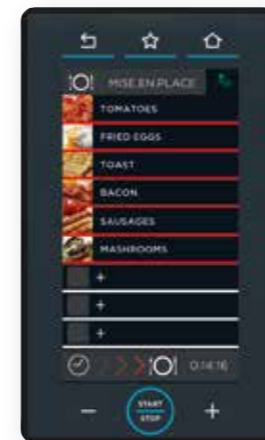 MISE EN PLACE
TOMATOES
FRIED EGGS
TOAST
BACON
SAUSAGES
MASHROOMS
+
+
+
0:14:16
− START STOP +